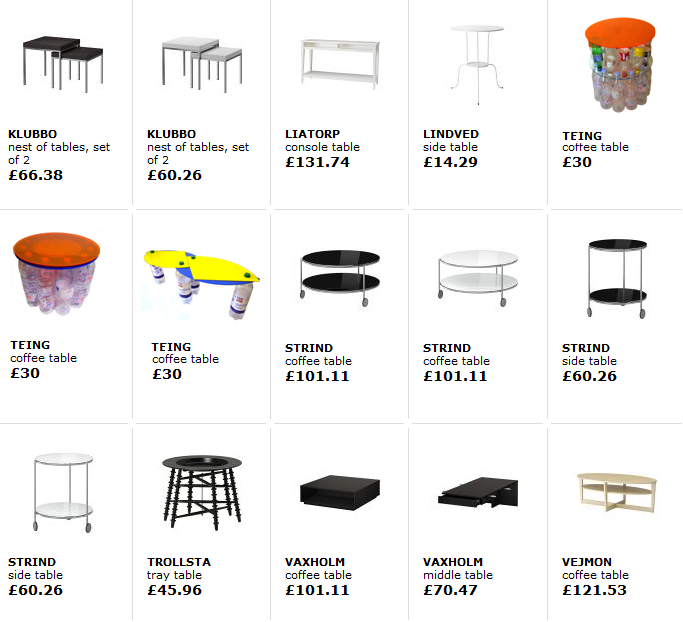 KLUBBO
nest of tables, set
of 2
£66.38
KLUBBO
nest of tables, set
of 2
£60.26
LIATORP
console table
£131.74
LINDVED
side table
£14.29
TEING
coffee table
£30
TEING
coffee table
£30
TEING
coffee table
£30
STRIND
coffee table
£101.11
STRIND
coffee table
£101.11
STRIND
side table
£60.26
STRIND
side table
£60.26
TROLLSTA
tray table
£45.96
VAXHOLM
coffee table
£101.11
VAXHOLM
middle table
£70.47
VEJMON
coffee table
£121.53